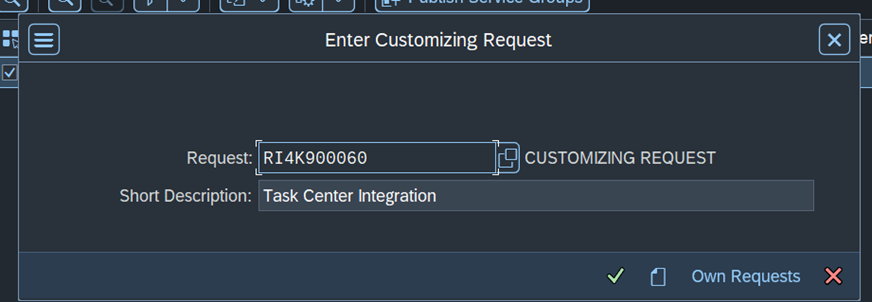 Publish Service Groups
Enter Customizing Request
Request: RI4K900060 CUSTOMIZING REQUEST
Short Description: Task Center Integration
Own Requests